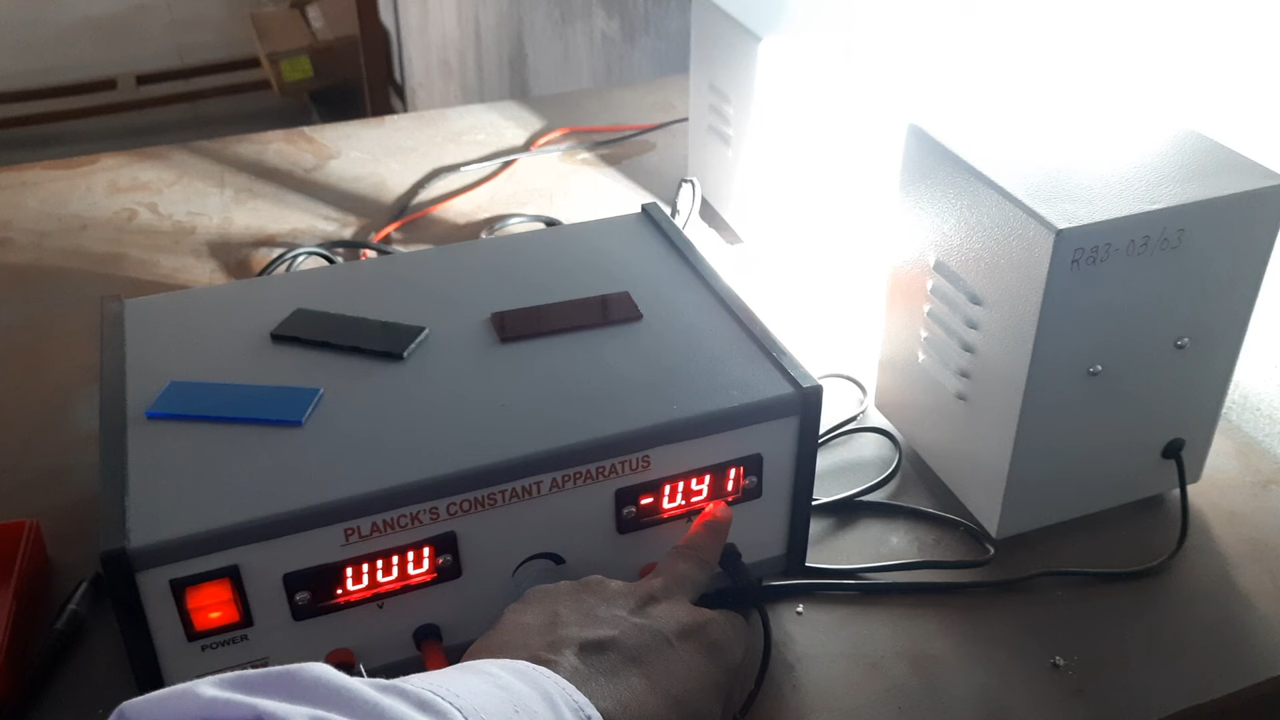 R23-03/03
PLANCK'S CONSTANT APPARATUS
-0.41
.000
V
POWER